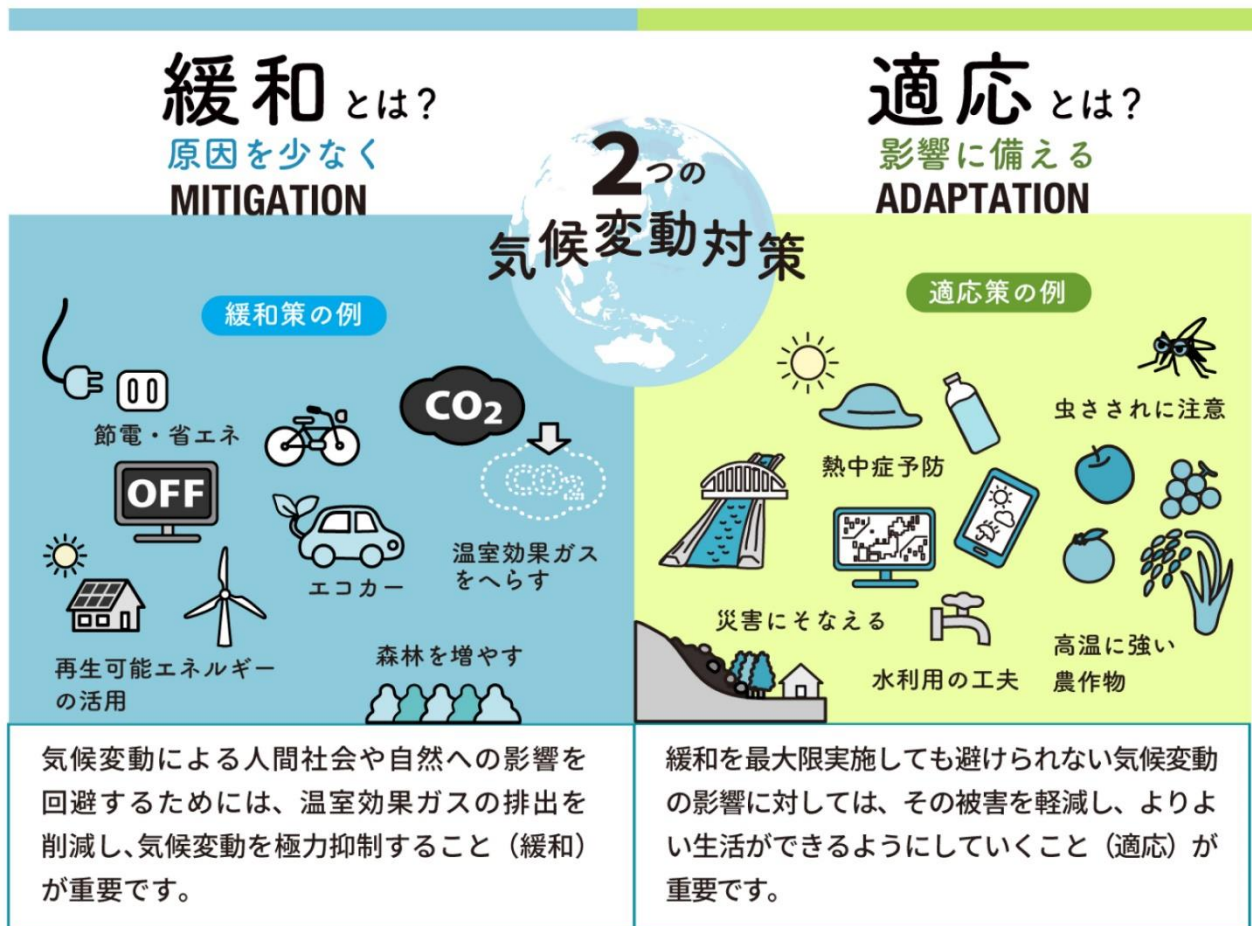 緩和とは？
原因を少なく
MITIGATION
2つの
気候変動対策
適応とは？
影響に備える
ADAPTATION
緩和策の例
節電・省エネ
OFF
CO2
CO2
エコカー
温室効果ガス
をへらす
再生可能エネルギー
の活用
森林を増やす
適応策の例
虫さされに注意
熱中症予防
災害にそなえる
水利用の工夫
高温に強い
農作物
気候変動による人間社会や自然への影響を
回避するためには、温室効果ガスの排出を
削減し、気候変動を極力抑制すること（緩和）
が重要です。
緩和を最大限実施しても避けられない気候変動
の影響に対しては、その被害を軽減し、よりよ
い生活ができるようにしていくこと（適応）が
重要です。